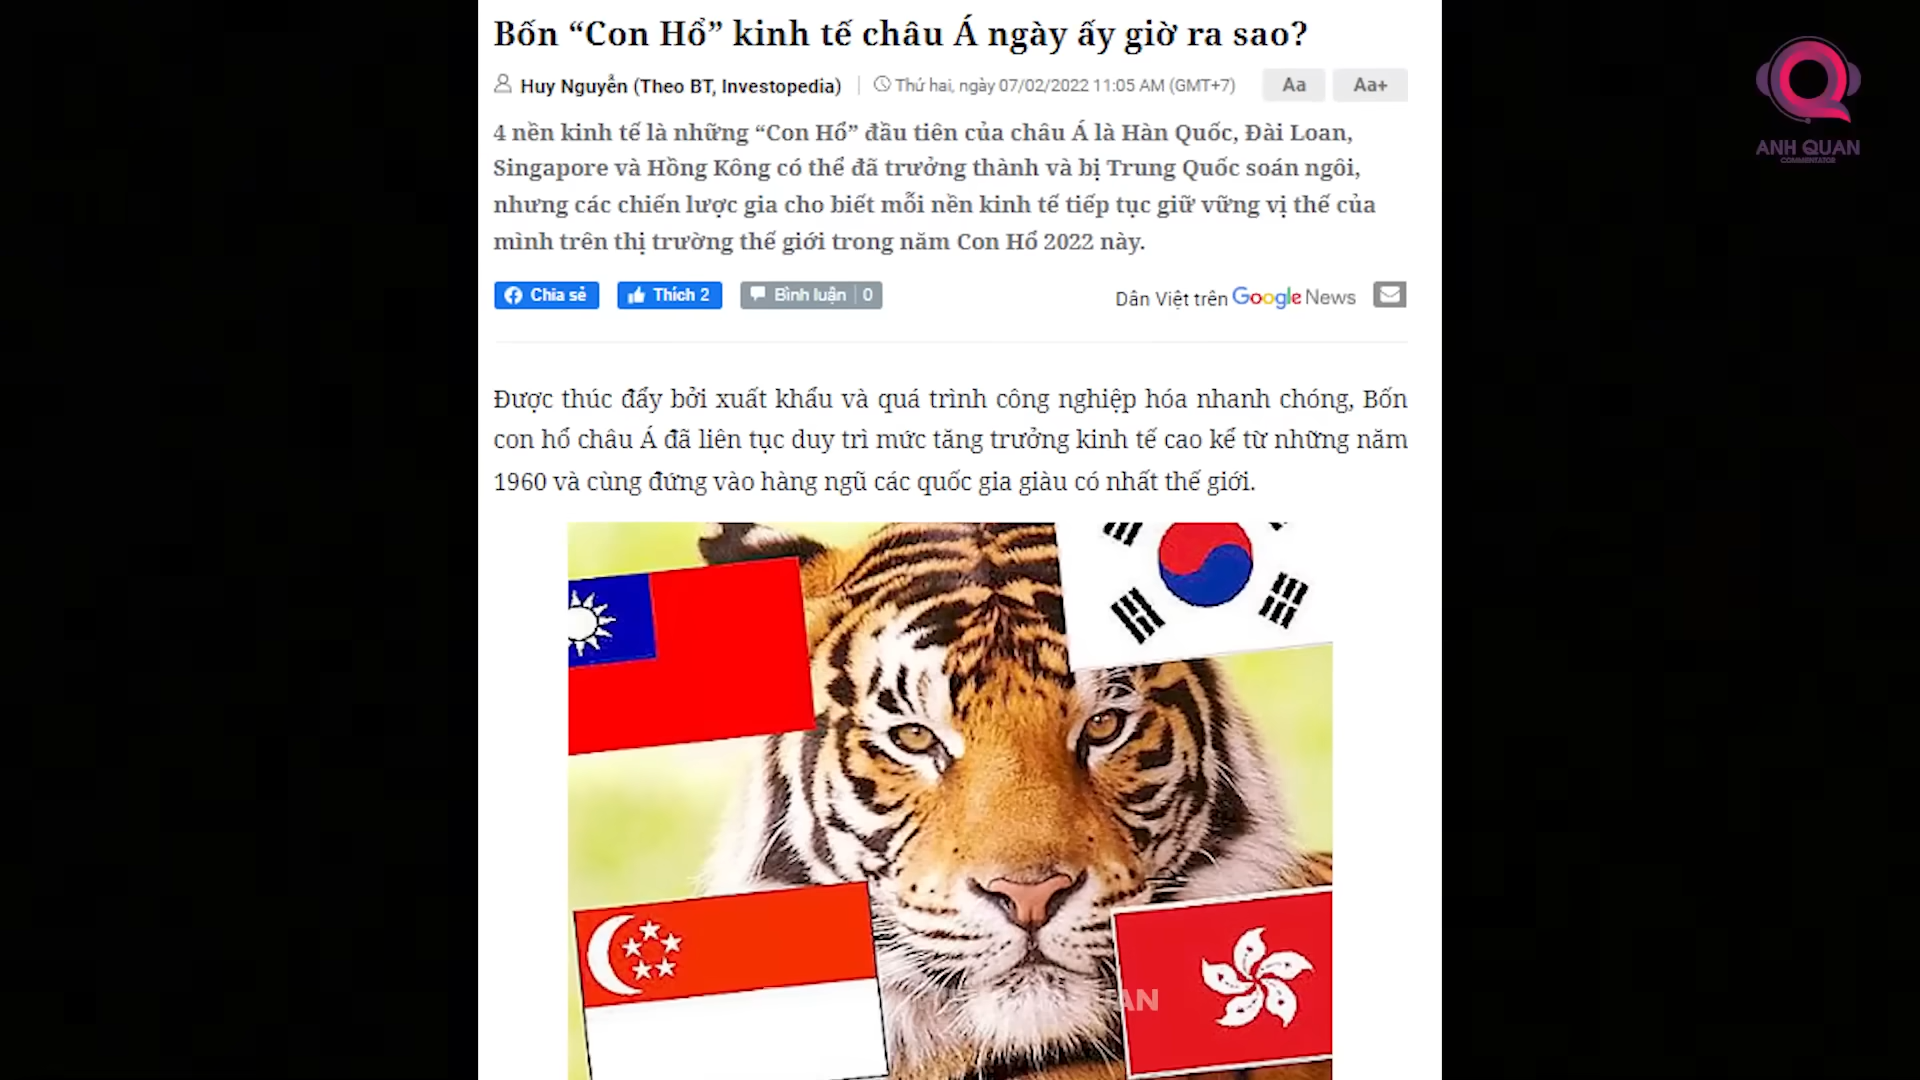 Bốn “Con Hổ” kinh tế châu Á ngày ấy giờ ra sao?
Huy Nguyễn (Theo BT, Investopedia)
Thứ hai, ngày 07/02/2022 11:05 AM (GMT+7)
Aa
Aa+
4 nền kinh tế là những “Con Hổ” đầu tiên của châu Á là Hàn Quốc, Đài Loan,
Singapore và Hồng Kông có thể đã trưởng thành và bị Trung Quốc soán ngôi,
nhưng các chiến lược gia cho biết mỗi nền kinh tế tiếp tục giữ vững vị thế của
mình trên thị trường thế giới trong năm Con Hổ 2022 này.
Chia sẻ
Thích 2
Bình luận 0
Dân Việt trên Google News
Được thúc đẩy bởi xuất khẩu và quá trình công nghiệp hóa nhanh chóng, Bốn
con hổ châu Á đã liên tục duy trì mức tăng trưởng kinh tế cao kể từ những năm
1960 và cùng đứng vào hàng ngũ các quốc gia giàu có nhất thế giới.
ANH QUAN
COMMENTATOR